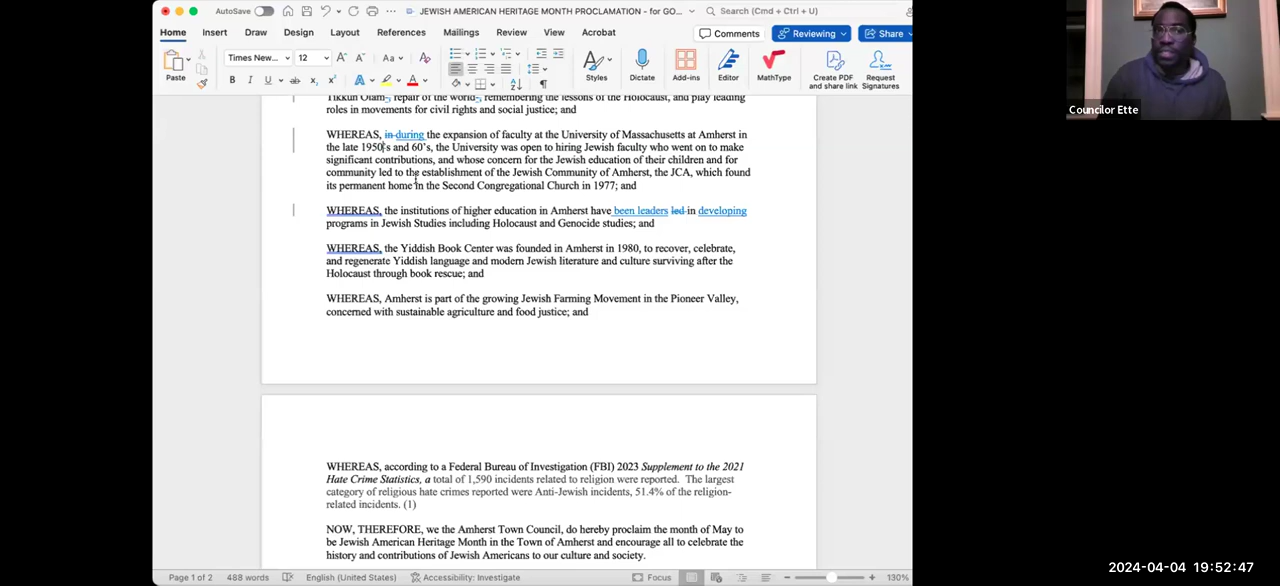 AutoSave
JEWISH AMERICAN HERITAGE MONTH PROCLAMATION - for GO...
Search (Cmd + Ctrl + U)
Home Insert Draw Design Layout References Mailings Review View Acrobat
Comments Reviewing Share
Times New... 12
Paste
Styles Dictate Add-ins Editor MathType Create PDF and share link Request Signatures
Tikkun Olam-, repair of the world-, remembering the lessons of the Holocaust, and play leading
roles in movements for civil rights and social justice; and
WHEREAS, in during the expansion of faculty at the University of Massachusetts at Amherst in
the late 1950's and 60's, the University was open to hiring Jewish faculty who went on to make
significant contributions, and whose concern for the Jewish education of their children and for
community led to the establishment of the Jewish Community of Amherst, the JCA, which found
its permanent home in the Second Congregational Church in 1977; and
WHEREAS, the institutions of higher education in Amherst have been leaders led in developing
programs in Jewish Studies including Holocaust and Genocide studies; and
WHEREAS, the Yiddish Book Center was founded in Amherst in 1980, to recover, celebrate,
and regenerate Yiddish language and modern Jewish literature and culture surviving after the
Holocaust through book rescue; and
WHEREAS, Amherst is part of the growing Jewish Farming Movement in the Pioneer Valley,
concerned with sustainable agriculture and food justice; and
WHEREAS, according to a Federal Bureau of Investigation (FBI) 2023 Supplement to the 2021
Hate Crime Statistics, a total of 1,590 incidents related to religion were reported. The largest
category of religious hate crimes reported were Anti-Jewish incidents, 51.4% of the religion-
related incidents. (1)
NOW, THEREFORE, we the Amherst Town Council, do hereby proclaim the month of May to
be Jewish American Heritage Month in the Town of Amherst and encourage all to celebrate the
history and contributions of Jewish Americans to our culture and society.
Page 1 of 2 488 words English (United States) Accessibility: Investigate Focus 130%
Councilor Ette
2024-04-04 19:52:47